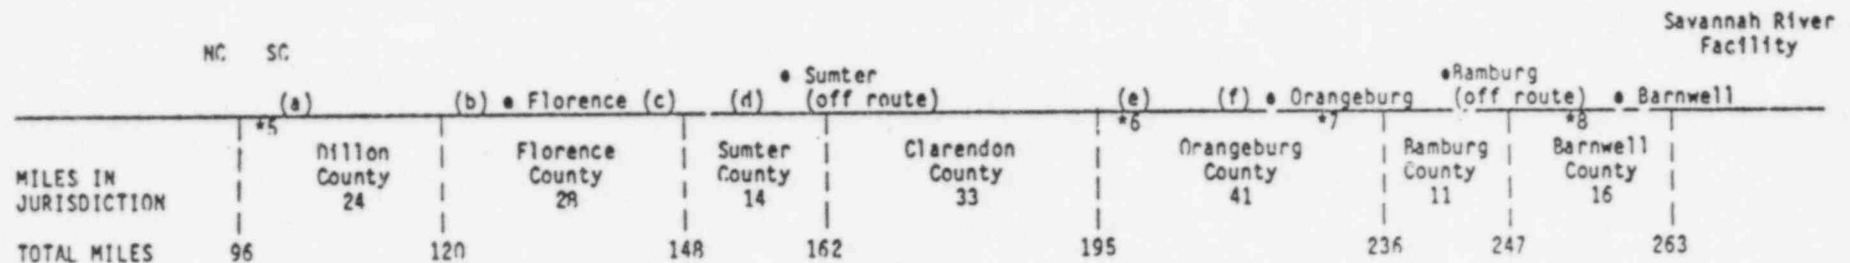 Savannah River
Facility
NC SC
• Sumter
•Bamburg
(a) (b) • Florence (c) (d) (off route) (e) (f) • Orangeburg (off route) • Barnwell
*5 *6 *7 *8
Dillon Florence Sumter Clarendon Orangeburg Bamburg Barnwell
MILES IN County County County County County County County
JURISDICTION 24 28 14 33 41 11 16
TOTAL MILES 96 120 148 162 195 236 247 263